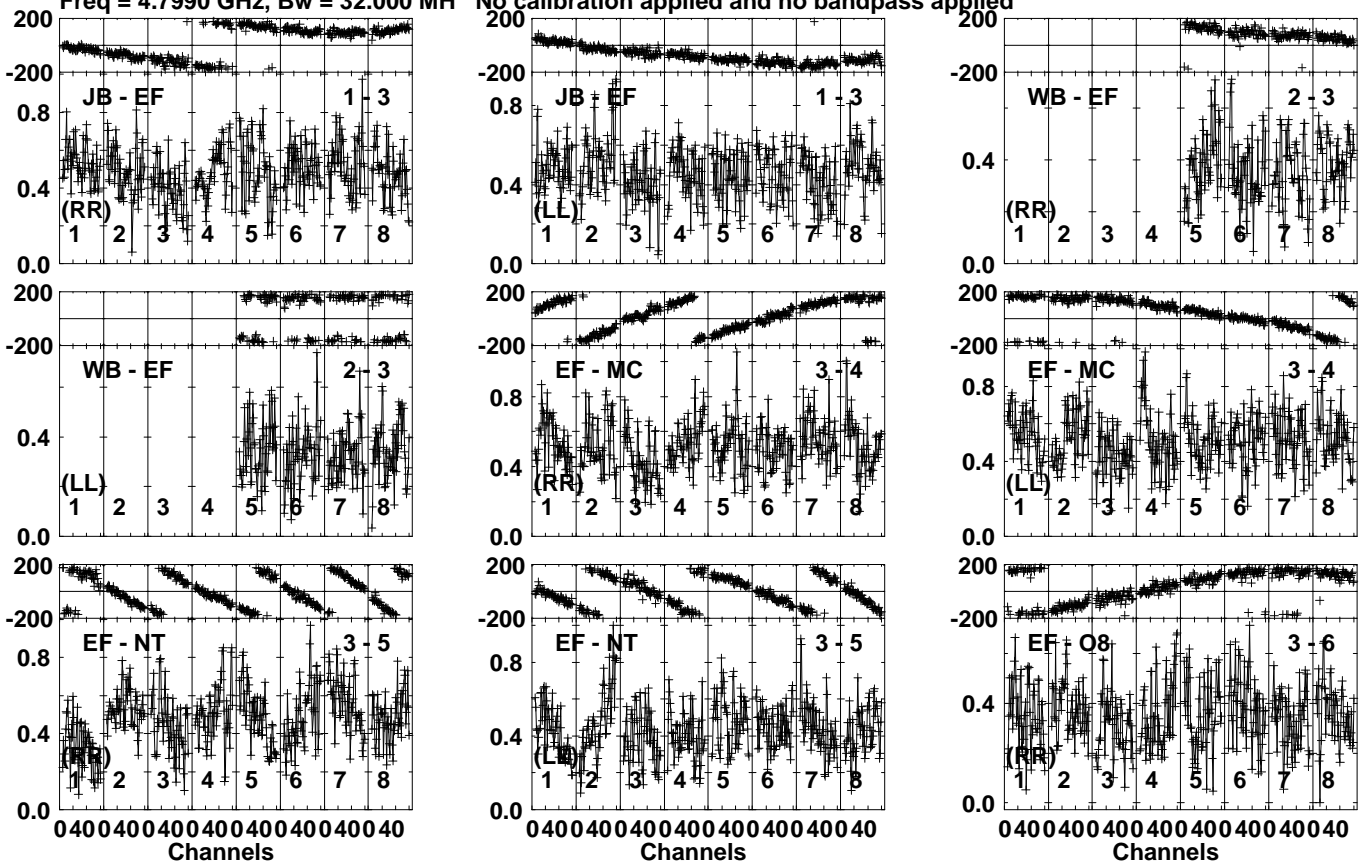 Freq = 4.7990 GHz, Bw = 32.000 MH No calibration applied and no bandpass applied
200 200 200
-200 -200 -200
JB - EF 1 - 3 JB - EF 1 - 3 WB - EF 2 - 3
0.8 0.8
0.4 0.4 0.4
(RR) (LL) (RR)
1 2 3 4 5 6 7 8 1 2 3 4 5 6 7 8 1 2 3 4 5 6 7 8
0.0 0.0 0.0
200 200 200
-200 -200 -200
WB - EF 2 - 3 EF - MC 3 - 4 EF - MC 3 - 4
0.8 0.8
0.4 0.4 0.4
(LL) (RR) (LL)
1 2 3 4 5 6 7 8 1 2 3 4 5 6 7 8 1 2 3 4 5 6 7 8
0.0 0.0 0.0
200 200 200
-200 -200 -200
EF - NT 3 - 5 EF - NT 3 - 5 EF - O8 3 - 6
0.8 0.8
0.4 0.4 0.4
(RR) (LL) (RR)
1 2 3 4 5 6 7 8 1 2 3 4 5 6 7 8 1 2 3 4 5 6 7 8
0.0 0.0 0.0
0 40 0 40 0 40 0 40 0 40 0 40 0 40 0 40 0 40 0 40 0 40 0 40 0 40 0 40 0 40 0 40 0 40 0 40 0 40 0 40 0 40 0 40 0 40 0 40
Channels Channels Channels